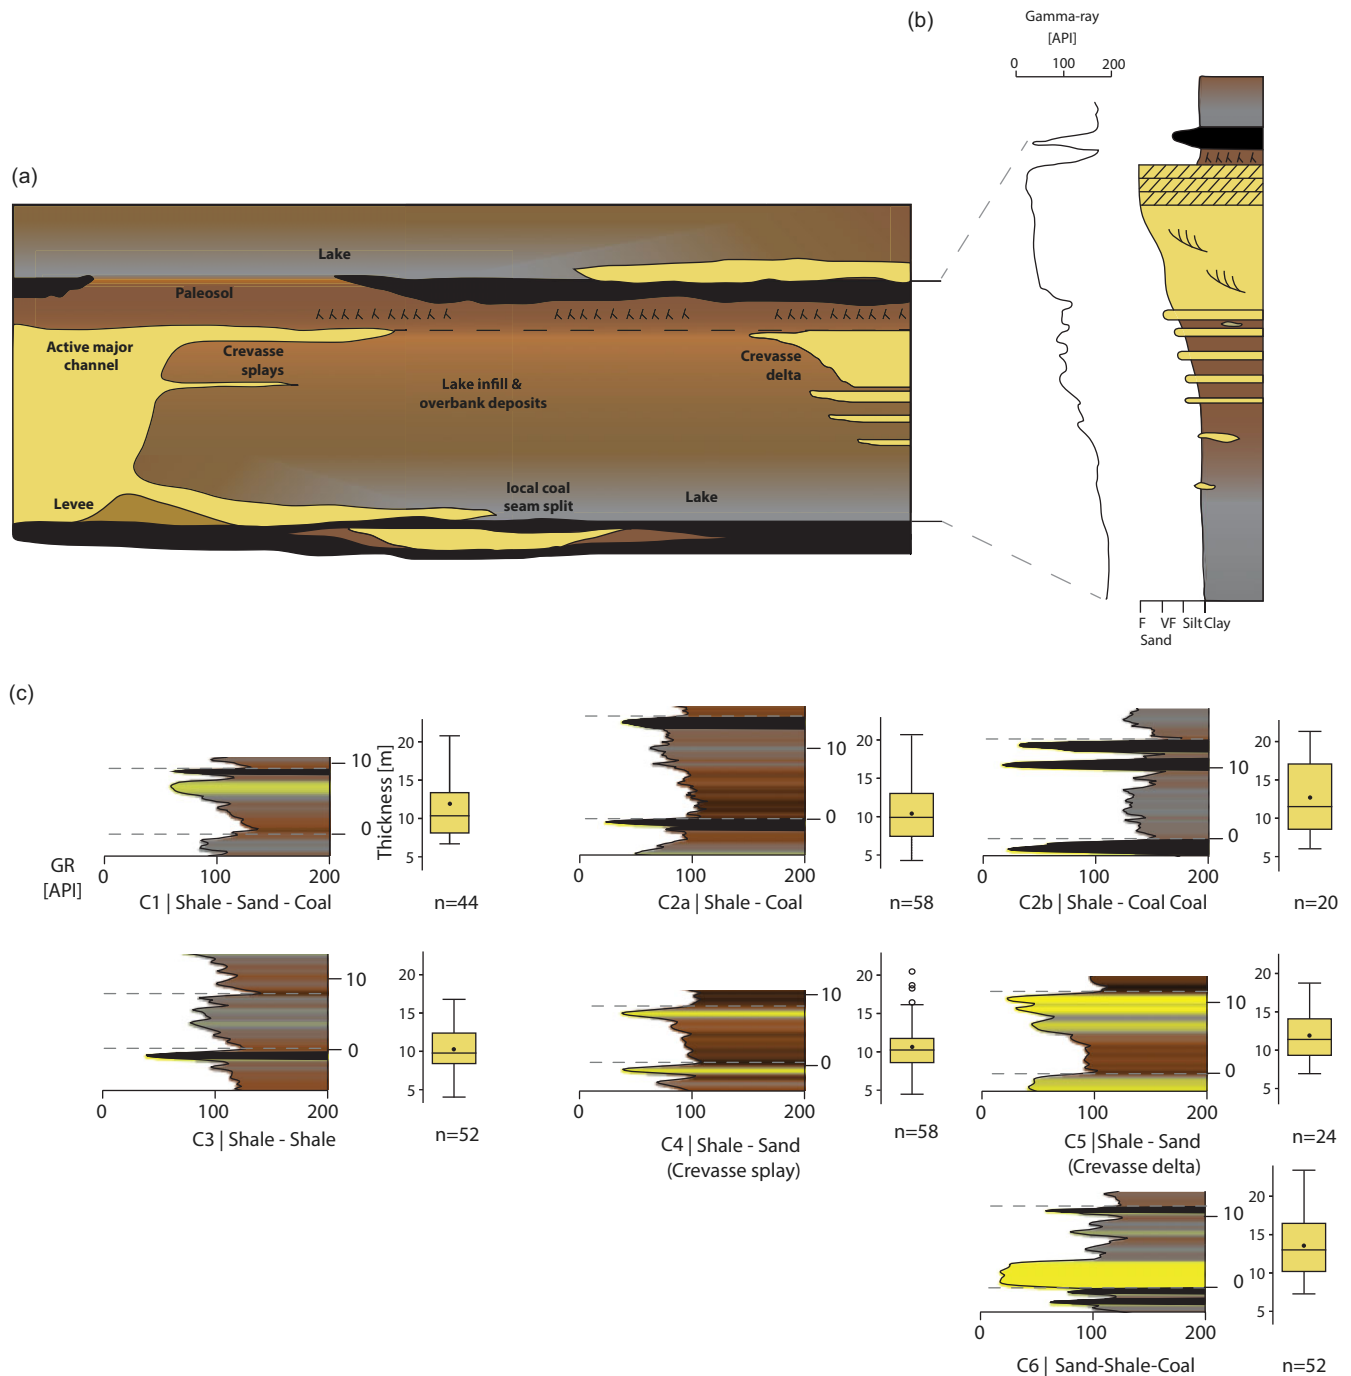 (b)
Gamma-ray
[API]
0 100 200
(a)
Lake
Paleosol
Active major
channel
Crevasse
splays
Crevasse
delta
Lake infill &
overbank deposits
Levee
local coal
seam split
Lake
F VF Silt Clay
Sand
(c)
GR
[API]
10
0
0 100 200
C1 | Shale - Sand - Coal
Thickness [m]
20
15
10
5
n=44
10
0
0 100 200
C2a | Shale - Coal
20
15
10
5
n=58
10
0
0 100 200
C2b | Shale - Coal Coal
20
15
10
5
n=20
10
0
0 100 200
C3 | Shale - Shale
20
15
10
5
n=52
10
0
0 100 200
C4 | Shale - Sand
(Crevasse splay)
20
15
10
5
n=58
10
0
0 100 200
C5 | Shale - Sand
(Crevasse delta)
20
15
10
5
n=24
10
0
0 100 200
C6 | Sand-Shale-Coal
20
15
10
5
n=52